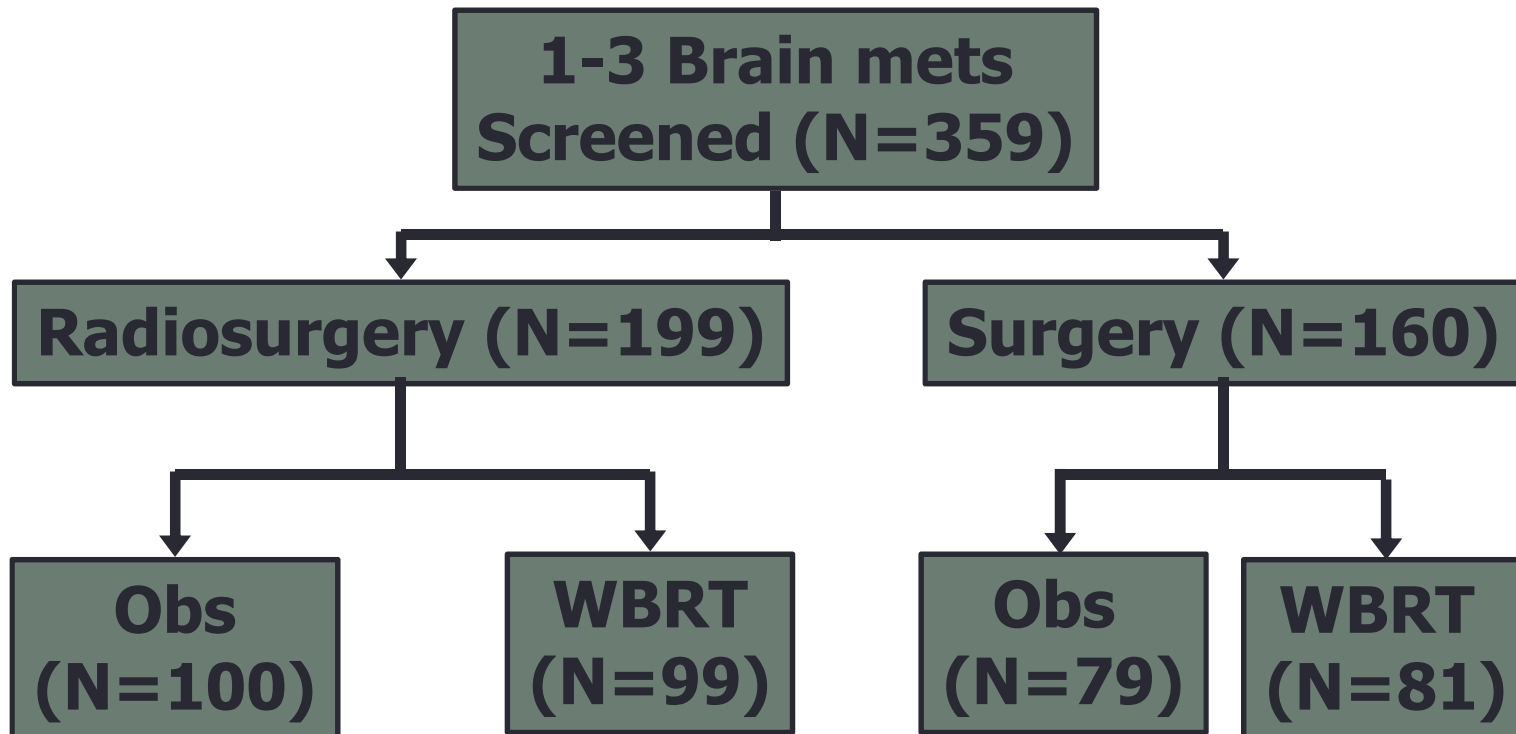 1-3 Brain mets
Screened (N=359)
Radiosurgery (N=199)
Surgery (N=160)
Obs
(N=100)
WBRT
(N=99)
Obs
(N=79)
WBRT
(N=81)